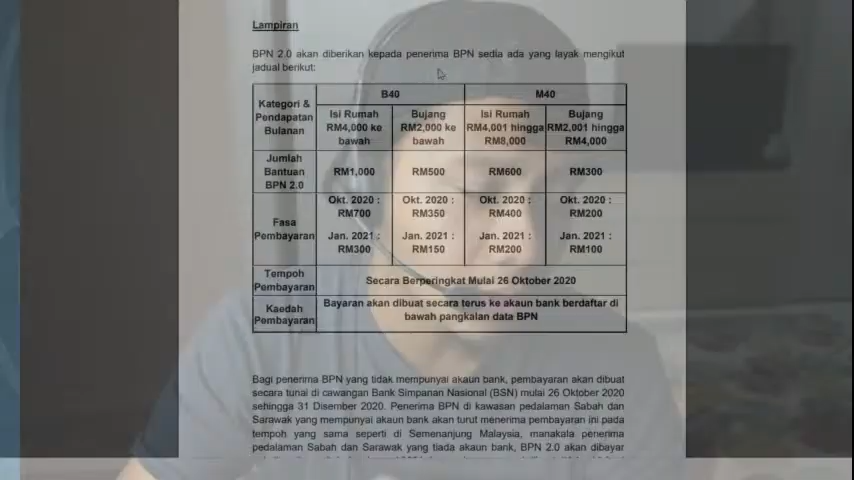 Lampiran
BPN 2.0 akan diberikan kepada penerima BPN sedia ada yang layak mengikut
jadual berikut:
Kategori &
Pendapatan
Bulanan
B40
M40
Isi Rumah
RM4,000 ke
bawah
Bujang
RM2,000 ke
bawah
Isi Rumah
RM4,001 hingga
RM8,000
Bujang
RM2,001 hingga
RM4,000
Jumlah
Bantuan
BPN 2.0
RM1,000
RM500
RM600
RM300
Fasa
Pembayaran
Okt. 2020 :
RM700
Jan. 2021 :
RM300
Okt. 2020 :
RM350
Jan. 2021 :
RM150
Okt. 2020 :
RM400
Jan. 2021 :
RM200
Okt. 2020 :
RM200
Jan. 2021 :
RM100
Tempoh
Pembayaran
Secara Berperingkat Mulai 26 Oktober 2020
Kaedah
Pembayaran
Bayaran akan dibuat secara terus ke akaun bank berdaftar di
bawah pangkalan data BPN
Bagi penerima BPN yang tidak mempunyai akaun bank, pembayaran akan dibuat
secara tunai di cawangan Bank Simpanan Nasional (BSN) mulai 26 Oktober 2020
sehingga 31 Disember 2020. Penerima BPN di kawasan pedalaman Sabah dan
Sarawak yang mempunyai akaun bank akan turut menerima pembayaran ini pada
tempoh yang sama seperti di Semenanjung Malaysia, manakala penerima
pedalaman Sabah dan Sarawak yang tiada akaun bank, BPN 2.0 akan dibayar